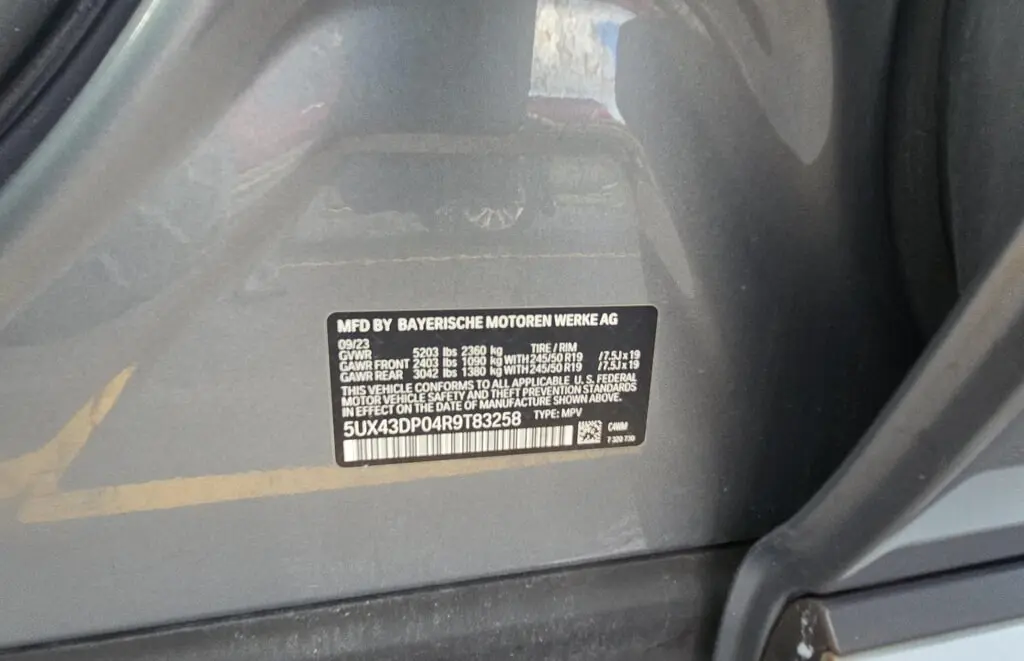 MFD BY BAYERISCHE MOTOREN WERKE AG
09/23 TIRE / RIM
GVWR 5203 lbs 2360 kg
GAWR FRONT 2403 lbs 1090 kg WITH 245/50 R19 /7.5J x 19
GAWR REAR 3042 lbs 1380 kg WITH 245/50 R19 /7.5J x 19
THIS VEHICLE CONFORMS TO ALL APPLICABLE U.S. FEDERAL
MOTOR VEHICLE SAFETY AND THEFT PREVENTION STANDARDS
IN EFFECT ON THE DATE OF MANUFACTURE SHOWN ABOVE.
5UX43DP04R9T83258 TYPE: MPV
C4WM